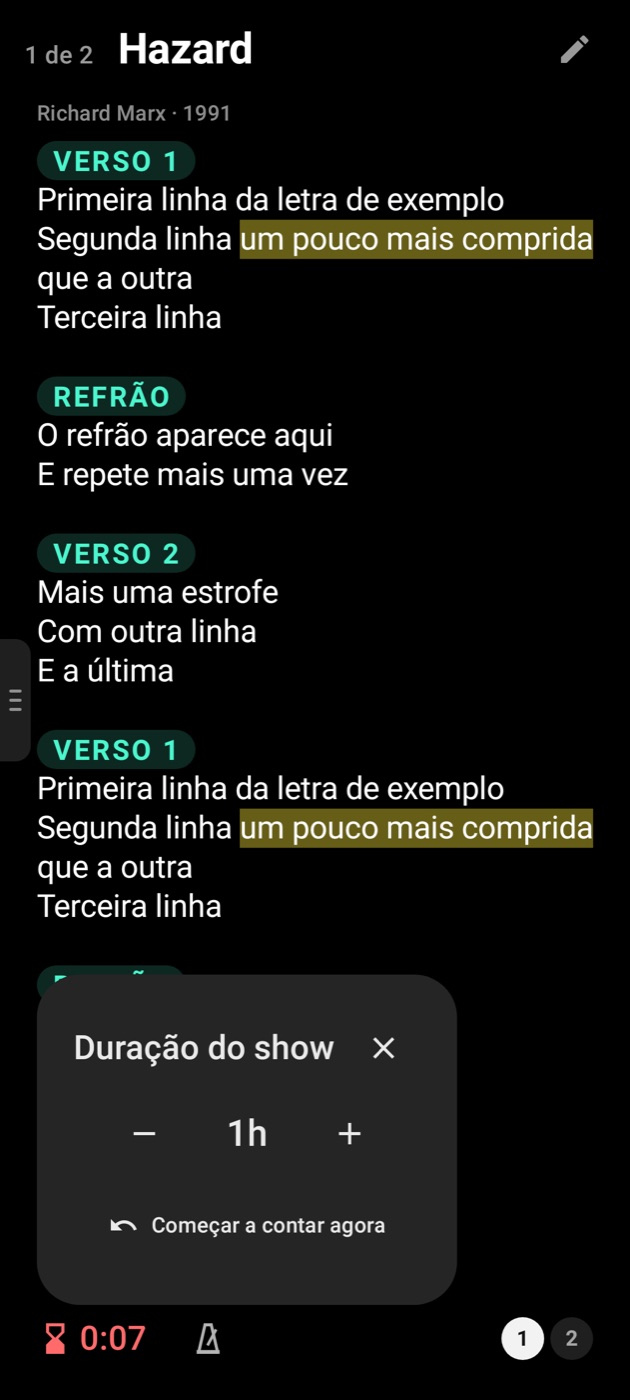 1 de 2 Hazard
Richard Marx · 1991
VERSO 1
Primeira linha da letra de exemplo
Segunda linha um pouco mais comprida
que a outra
Terceira linha
REFRÃO
O refrão aparece aqui
E repete mais uma vez
VERSO 2
Mais uma estrofe
Com outra linha
E a última
VERSO 1
Primeira linha da letra de exemplo
Segunda linha um pouco mais comprida
que a outra
Terceira linha
Duração do show
1h
Começar a contar agora
0:07
1 2